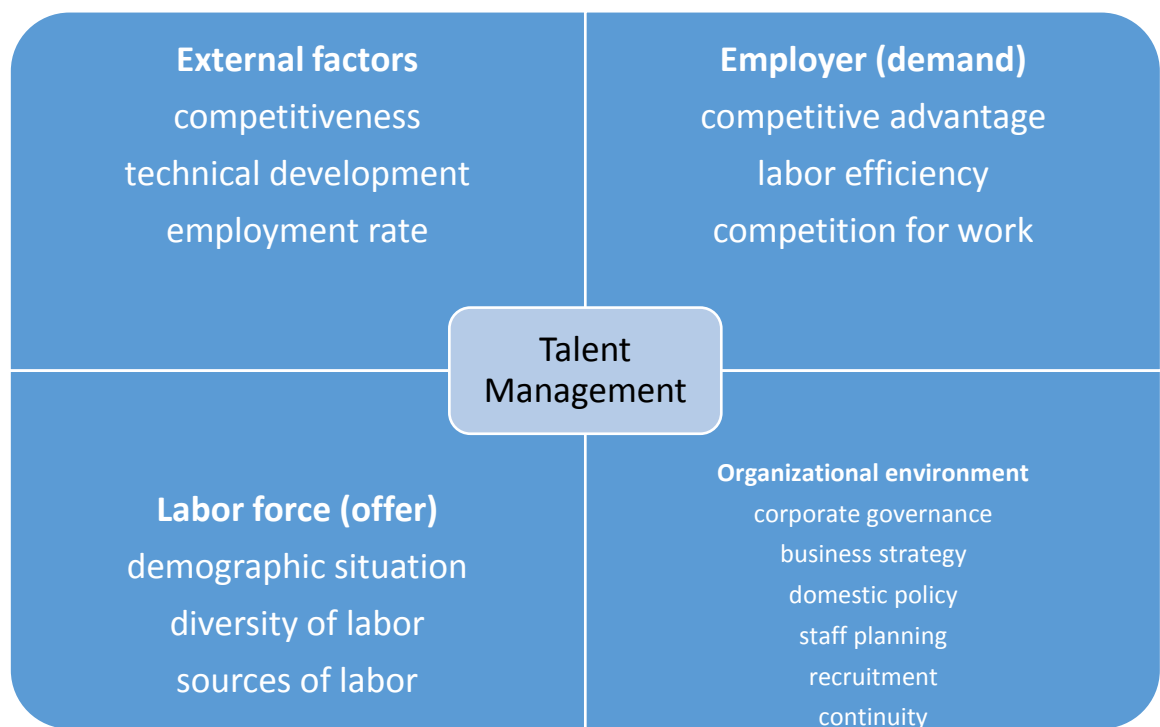 External factors
competitiveness
technical development
employment rate
Employer (demand)
competitive advantage
labor efficiency
competition for work
Talent
Management
Labor force (offer)
demographic situation
diversity of labor
sources of labor
Organizational environment
corporate governance
business strategy
domestic policy
staff planning
recruitment
continuity